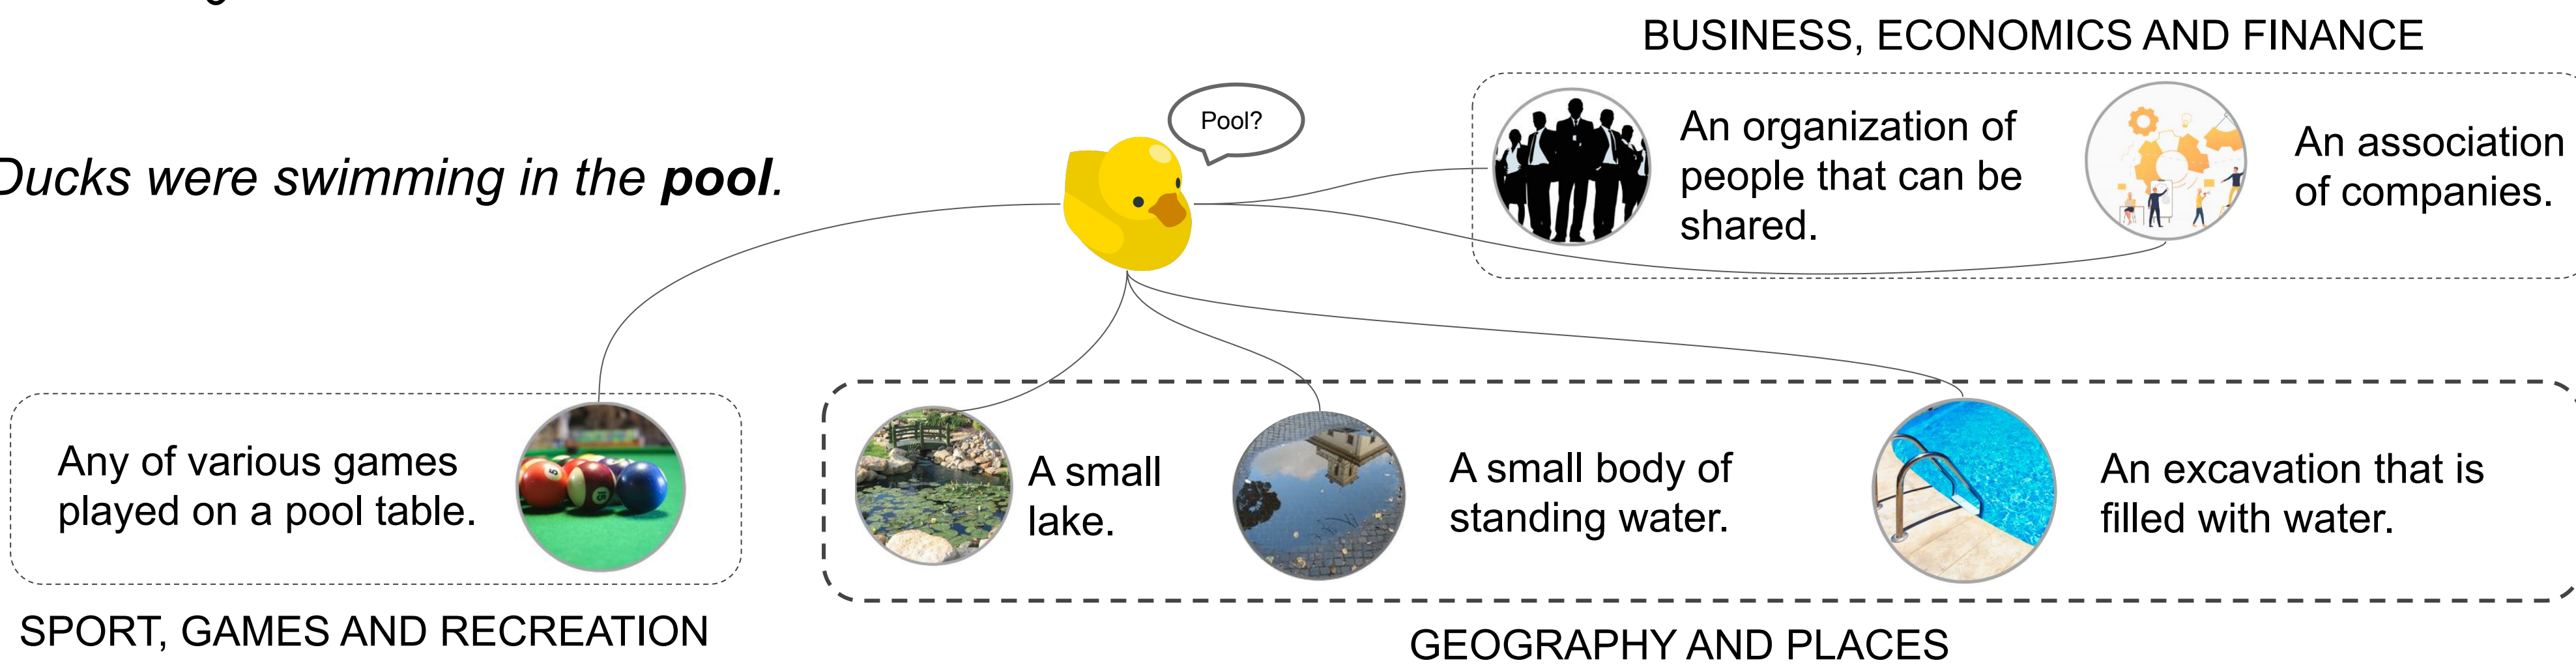 BUSINESS, ECONOMICS AND FINANCE
Pool?
Ducks were swimming in the pool.
An organization of
people that can be
shared.
An association
of companies.
Any of various games
played on a pool table.
A small
lake.
A small body of
standing water.
An excavation that is
filled with water.
SPORT, GAMES AND RECREATION
GEOGRAPHY AND PLACES